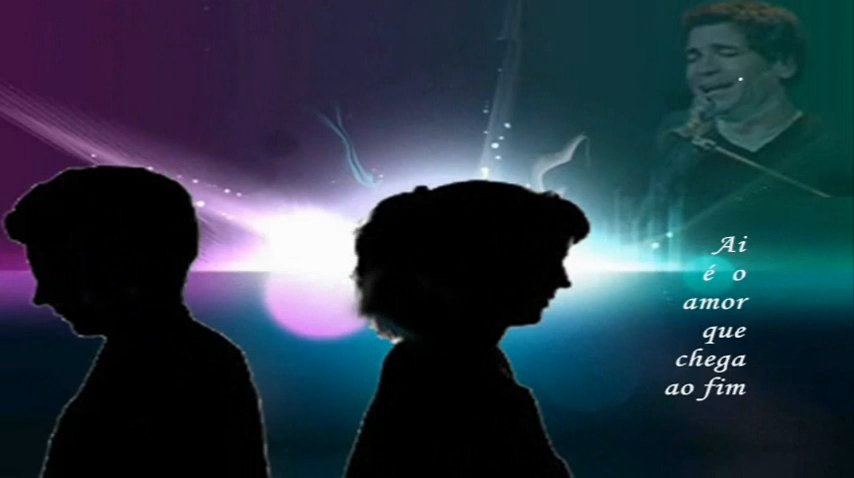 Ai
é o
amor
que
chega
ao fim